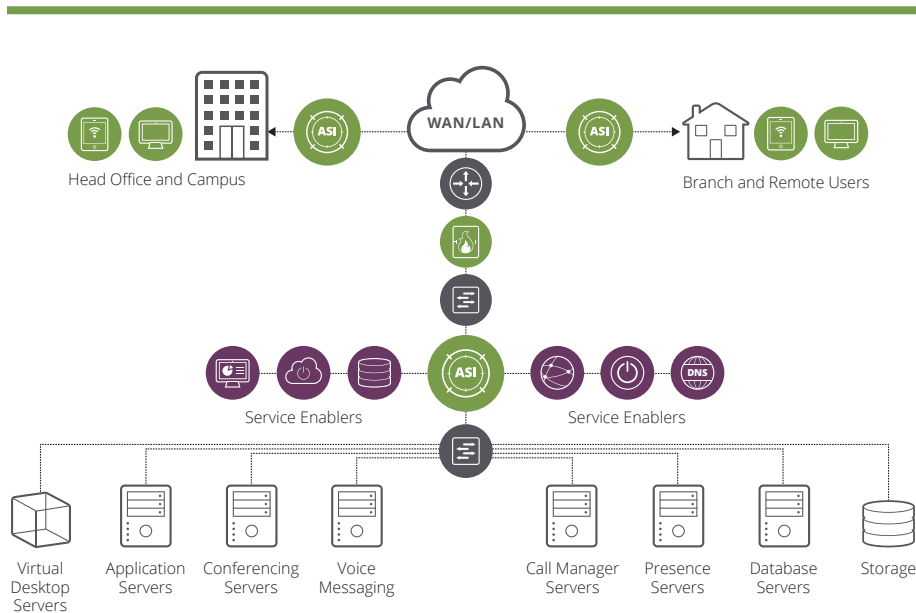 WAN/LAN
ASI
ASI
Head Office and Campus
Branch and Remote Users
ASI
DNS
Service Enablers
Service Enablers
Virtual
Desktop
Servers
Application
Servers
Conferencing
Servers
Voice
Messaging
Call Manager
Servers
Presence
Servers
Database
Servers
Storage